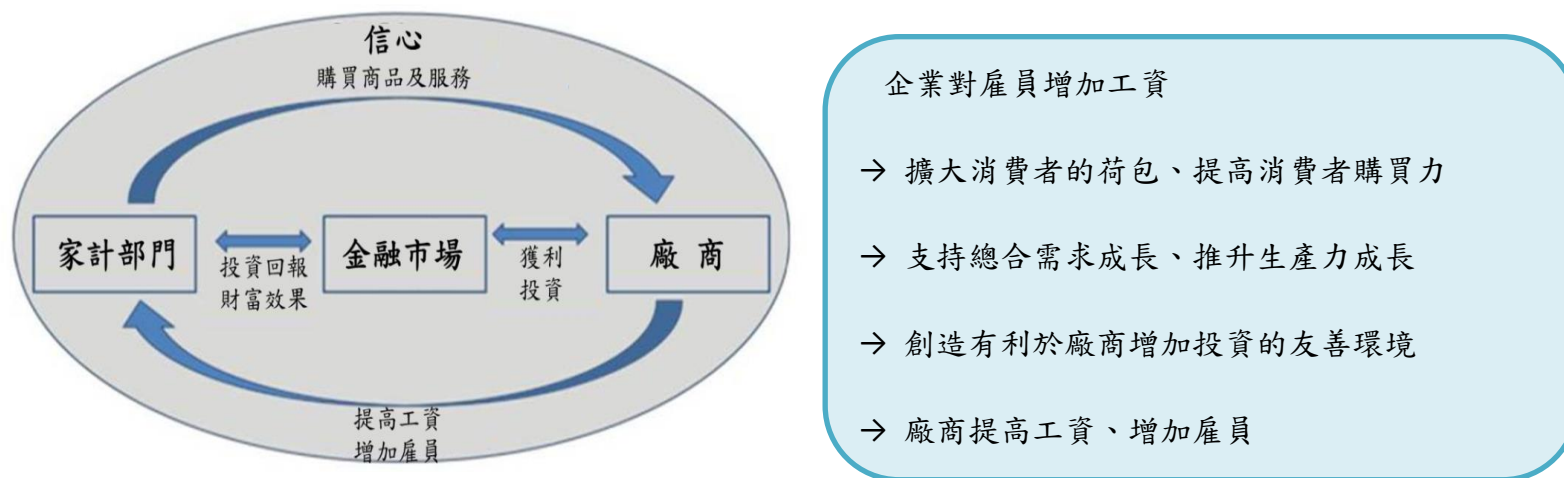 信心
購買商品及服務
家計部門
投資回報
財富效果
金融市場
獲利
投資
廠 商
提高工資
增加雇員
企業對雇員增加工資
→ 擴大消費者的荷包、提高消費者購買力
→ 支持總合需求成長、推升生產力成長
→ 創造有利於廠商增加投資的友善環境
→ 廠商提高工資、增加雇員